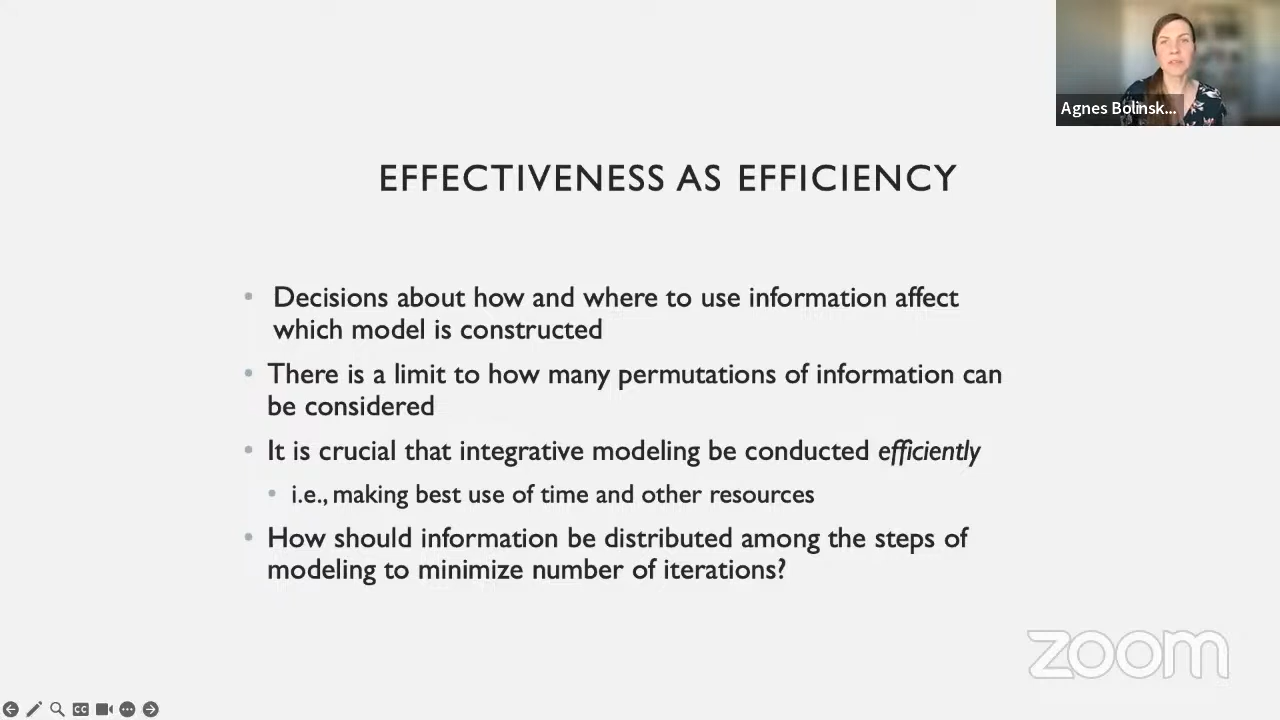 Agnes Bolinsk...
EFFECTIVENESS AS EFFICIENCY
• Decisions about how and where to use information affect
which model is constructed
• There is a limit to how many permutations of information can
be considered
• It is crucial that integrative modeling be conducted efficiently
• i.e., making best use of time and other resources
• How should information be distributed among the steps of
modeling to minimize number of iterations?
zoom
CC